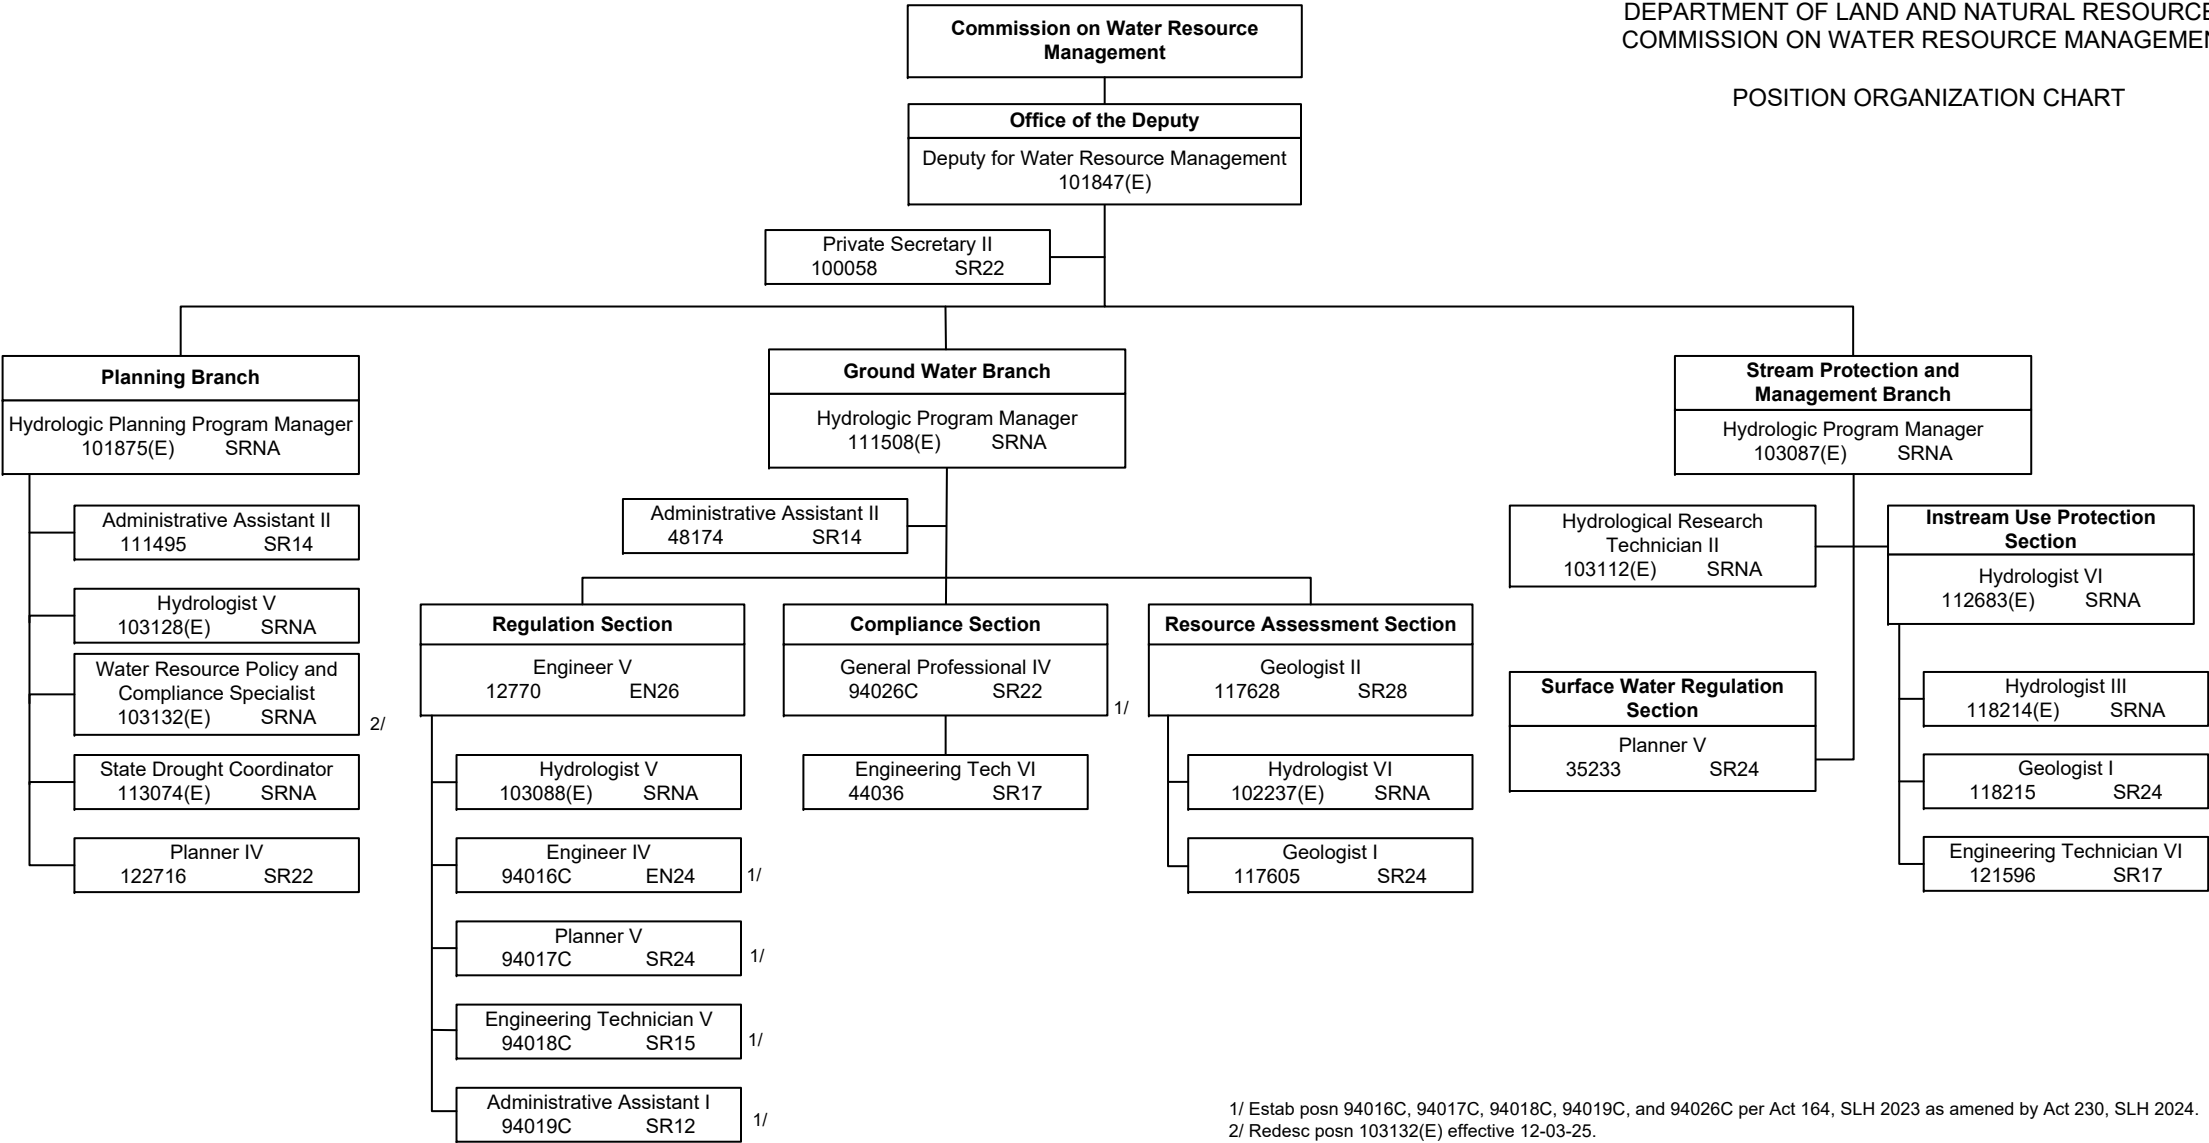 DEPARTMENT OF LAND AND NATURAL RESOURCE
COMMISSION ON WATER RESOURCE MANAGEMEN
POSITION ORGANIZATION CHART
Commission on Water Resource
Management
Office of the Deputy
Deputy for Water Resource Management
101847(E)
Private Secretary II
100058 SR22
Planning Branch
Hydrologic Planning Program Manager
101875(E) SRNA
Administrative Assistant II
111495 SR14
Hydrologist V
103128(E) SRNA
Water Resource Policy and
Compliance Specialist
103132(E) SRNA
2/
State Drought Coordinator
113074(E) SRNA
Planner IV
122716 SR22
Ground Water Branch
Hydrologic Program Manager
111508(E) SRNA
Administrative Assistant II
48174 SR14
Regulation Section
Engineer V
12770 EN26
Hydrologist V
103088(E) SRNA
Engineer IV
94016C EN24
1/
Planner V
94017C SR24
1/
Engineering Technician V
94018C SR15
1/
Administrative Assistant I
94019C SR12
1/
Compliance Section
General Professional IV
94026C SR22
1/
Engineering Tech VI
44036 SR17
Resource Assessment Section
Geologist II
117628 SR28
Hydrologist VI
102237(E) SRNA
Geologist I
117605 SR24
Stream Protection and
Management Branch
Hydrologic Program Manager
103087(E) SRNA
Hydrological Research
Technician II
103112(E) SRNA
Surface Water Regulation
Section
Planner V
35233 SR24
Instream Use Protection
Section
Hydrologist VI
112683(E) SRNA
Hydrologist III
118214(E) SRNA
Geologist I
118215 SR24
Engineering Technician VI
121596 SR17
1/ Estab posn 94016C, 94017C, 94018C, 94019C, and 94026C per Act 164, SLH 2023 as amened by Act 230, SLH 2024.
2/ Redesc posn 103132(E) effective 12-03-25.